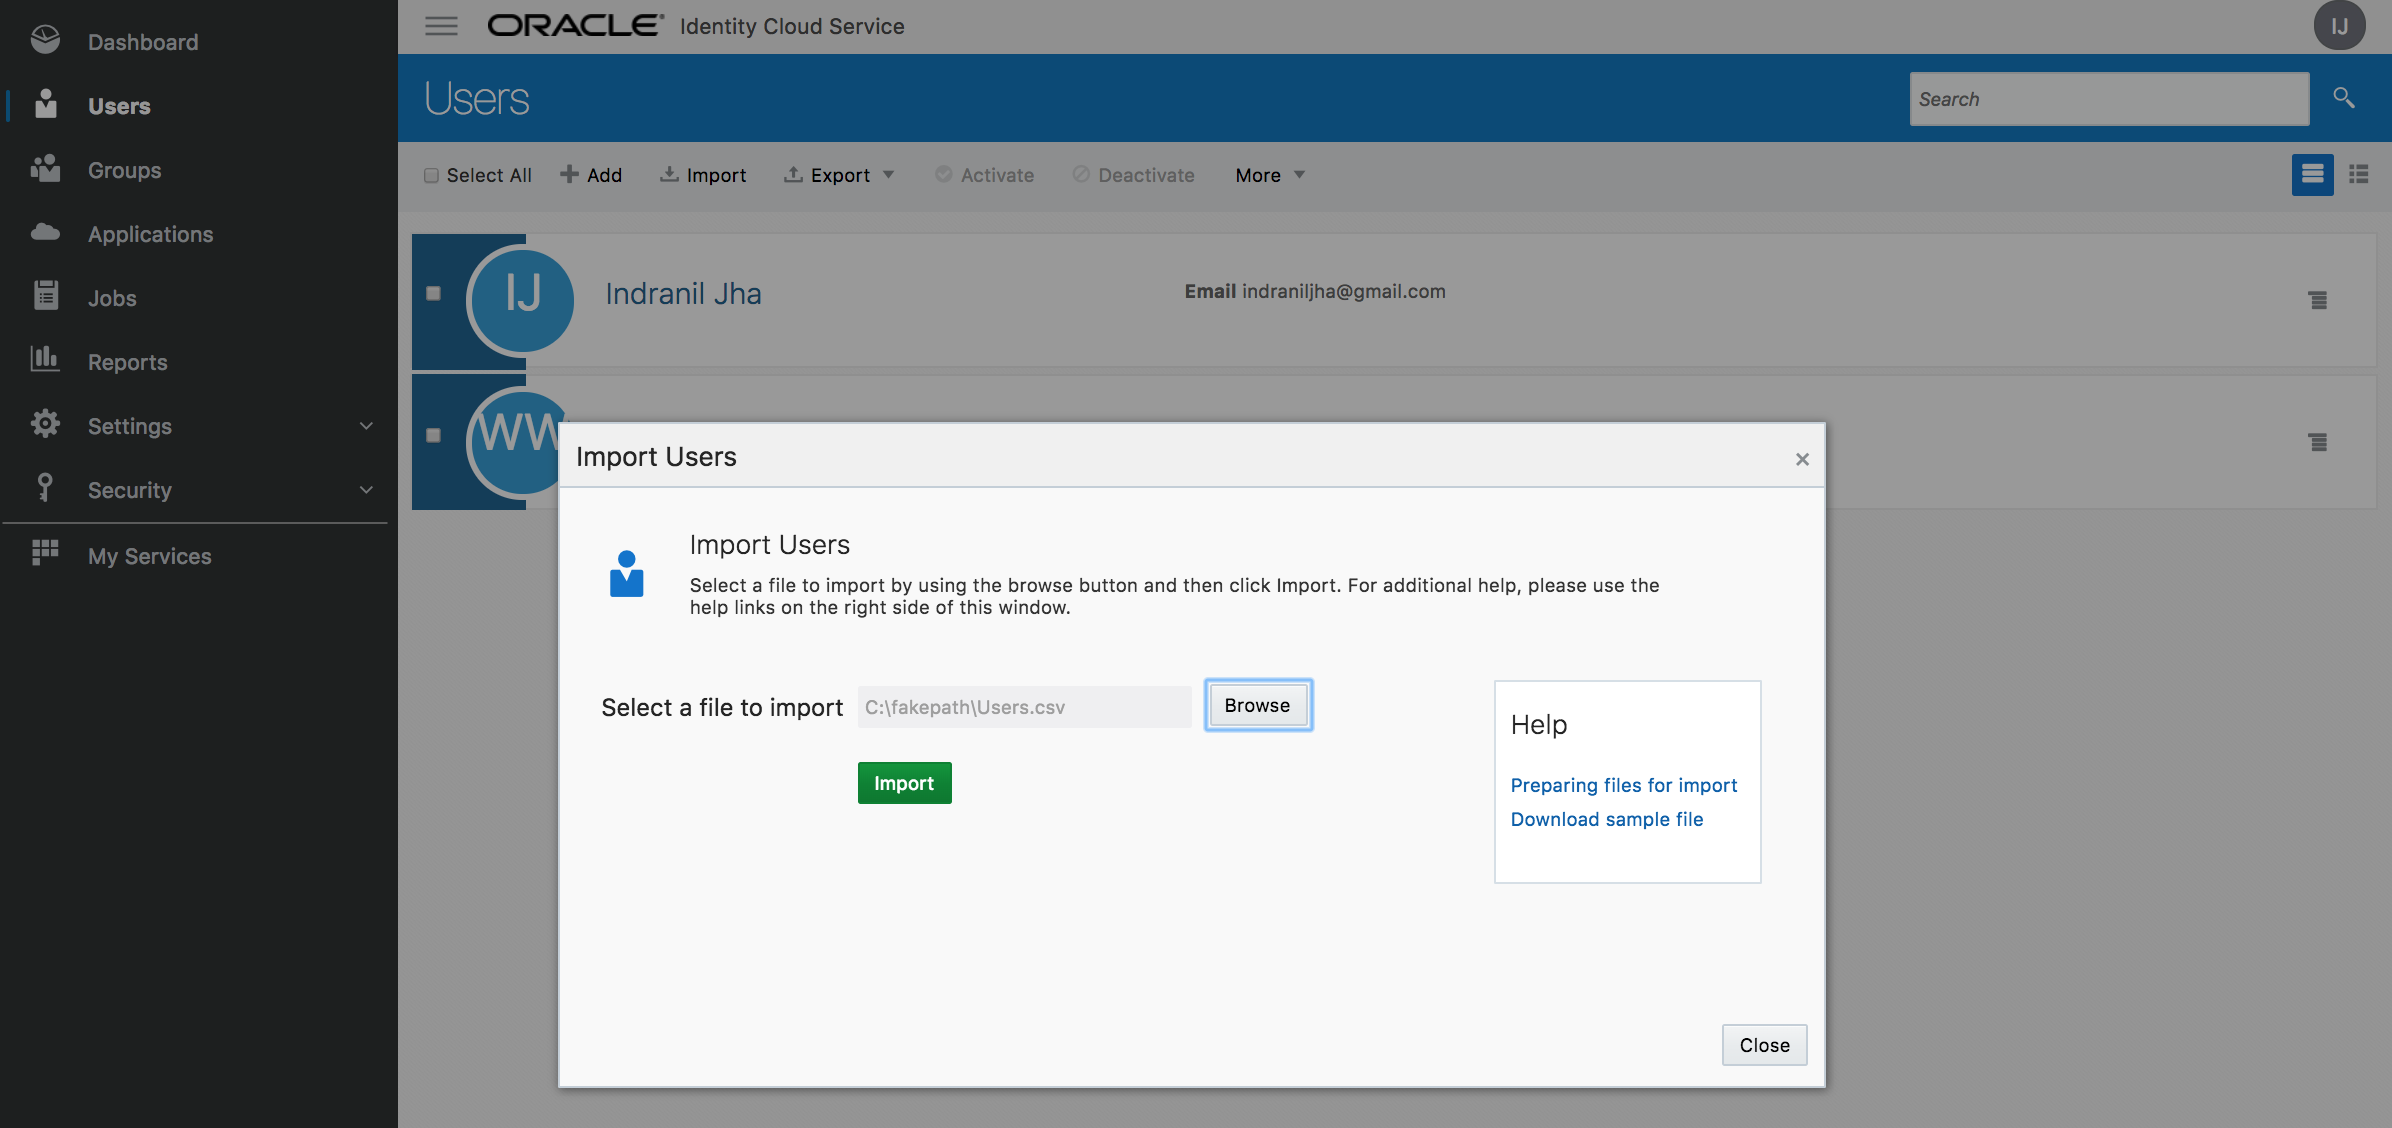 Dashboard
Users
Groups
Applications
Jobs
Reports
Settings
Security
My Services
ORACLE® Identity Cloud Service
IJ
Users
Search
Select All Add Import Export Activate Deactivate More
IJ
Indranil Jha
Email indraniljha@gmail.com
WW
Import Users
×
Import Users
Select a file to import by using the browse button and then click Import. For additional help, please use the
help links on the right side of this window.
Select a file to import C:\fakepath\Users.csv Browse
Import
Help
Preparing files for import
Download sample file
Close